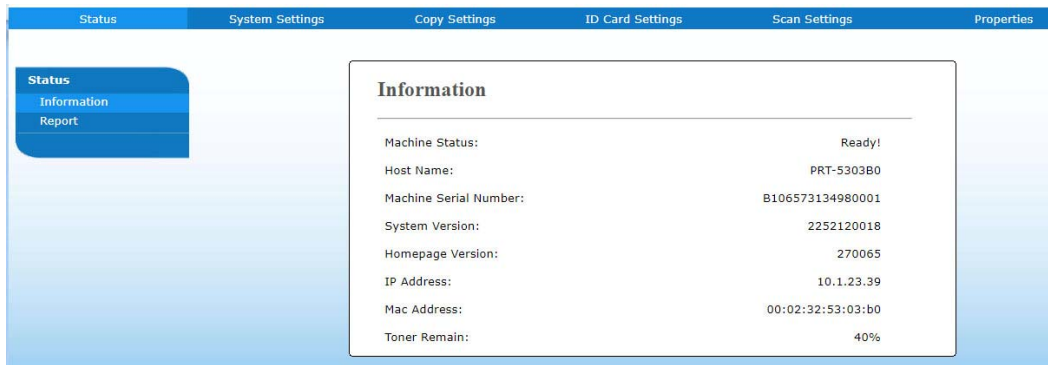 Status System Settings Copy Settings ID Card Settings Scan Settings Properties
Status
Information
Report
Information
Machine Status: Ready!
Host Name: PRT-5303B0
Machine Serial Number: B106573134980001
System Version: 2252120018
Homepage Version: 270065
IP Address: 10.1.23.39
Mac Address: 00:02:32:53:03:b0
Toner Remain: 40%